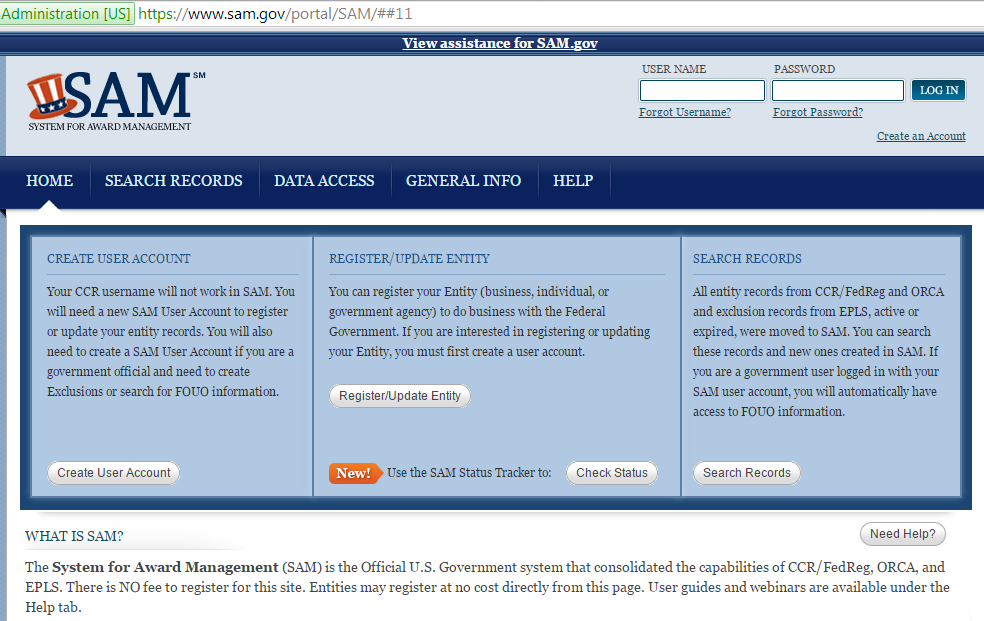 Administration [US] https://www.sam.gov/portal/SAM/##11
View assistance for SAM.gov
SAM SM
SYSTEM FOR AWARD MANAGEMENT
USER NAME PASSWORD
LOG IN
Forgot Username? Forgot Password?
Create an Account
HOME SEARCH RECORDS DATA ACCESS GENERAL INFO HELP
CREATE USER ACCOUNT
Your CCR username will not work in SAM. You
will need a new SAM User Account to register
or update your entity records. You will also
need to create a SAM User Account if you are a
government official and need to create
Exclusions or search for FOUO information.
Create User Account
REGISTER/UPDATE ENTITY
You can register your Entity (business, individual, or
government agency) to do business with the Federal
Government. If you are interested in registering or updating
your Entity, you must first create a user account.
Register/Update Entity
New! Use the SAM Status Tracker to: Check Status
SEARCH RECORDS
All entity records from CCR/FedReg and ORCA
and exclusion records from EPLS, active or
expired, were moved to SAM. You can search
these records and new ones created in SAM. If
you are a government user logged in with your
SAM user account, you will automatically have
access to FOUO information.
Search Records
WHAT IS SAM?
Need Help?
The System for Award Management (SAM) is the Official U.S. Government system that consolidated the capabilities of CCR/FedReg, ORCA, and
EPLS. There is NO fee to register for this site. Entities may register at no cost directly from this page. User guides and webinars are available under the
Help tab.